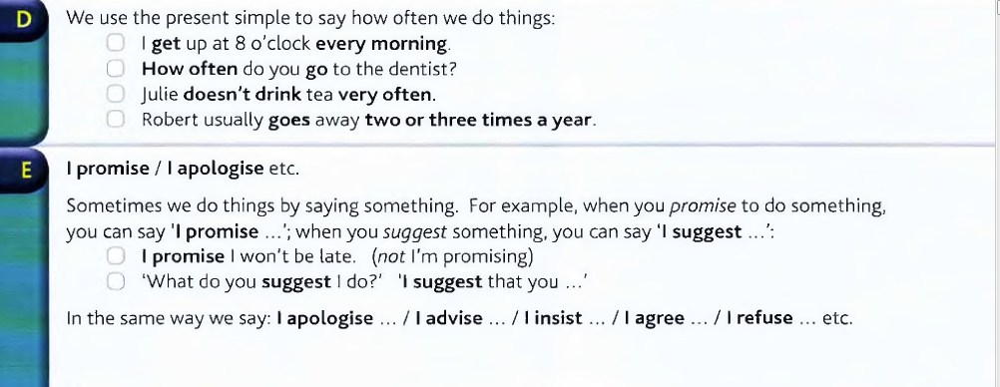 D
We use the present simple to say how often we do things:
I get up at 8 o'clock every morning.
How often do you go to the dentist?
Julie doesn't drink tea very often.
Robert usually goes away two or three times a year.
E
I promise / I apologise etc.
Sometimes we do things by saying something. For example, when you promise to do something,
you can say 'I promise ...'; when you suggest something, you can say 'I suggest ...':
I promise I won't be late. (not I'm promising)
'What do you suggest I do?' 'I suggest that you ...'
In the same way we say: I apologise ... / I advise ... / I insist ... / I agree ... / I refuse ... etc.